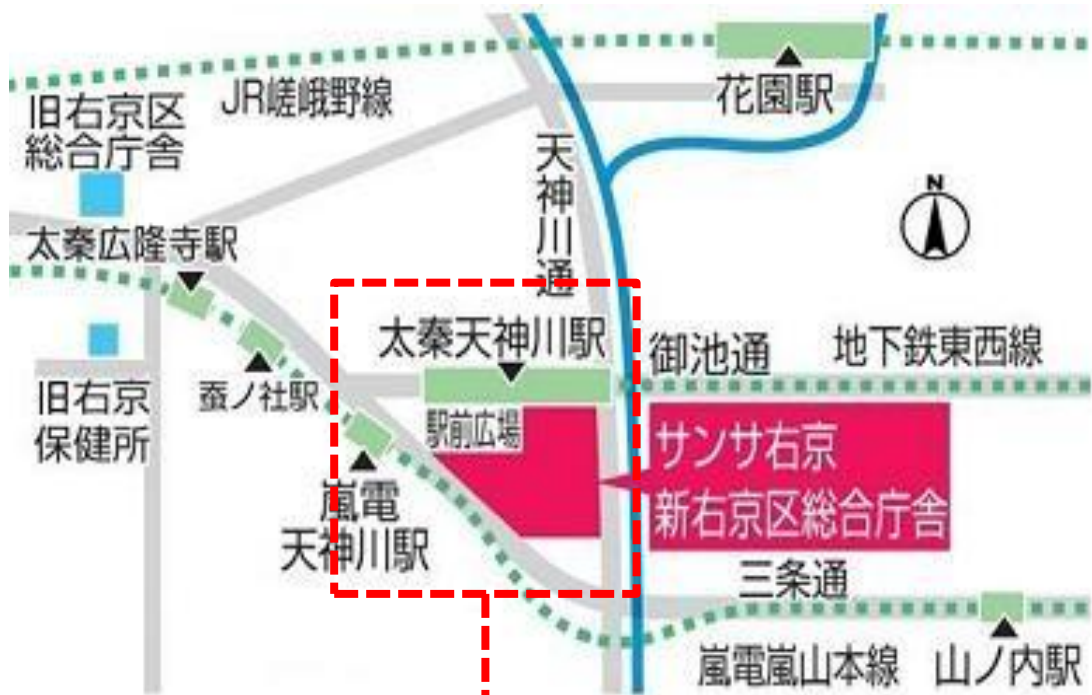 JR嵯峨野線
花園駅
旧右京区
総合庁舎
天神川通
N
太秦広隆寺駅
太秦天神川駅
御池通
地下鉄東西線
蚕ノ社駅
旧右京
保健所
駅前広場
サンサ右京
新右京区総合庁舎
嵐電
天神川駅
三条通
嵐電嵐山本線
山ノ内駅